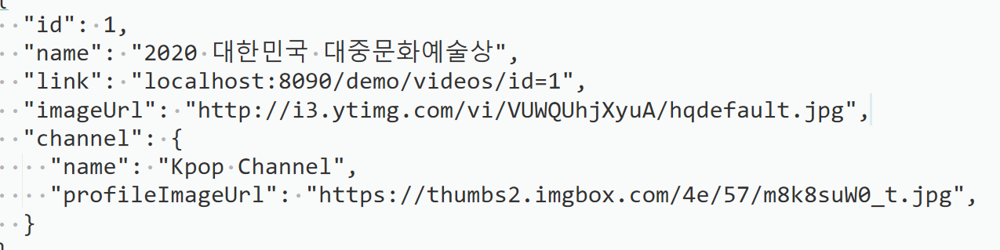 {
"id": 1,
"name": "2020 대한민국 대중문화예술상",
"link": "localhost:8090/demo/videos/id=1",
"imageUrl": "http://i3.ytimg.com/vi/VUWQUhjXyuA/hqdefault.jpg",
"channel": {
"name": "Kpop Channel",
"profileImageUrl": "https://thumbs2.imgbox.com/4e/57/m8k8suW0_t.jpg",
}